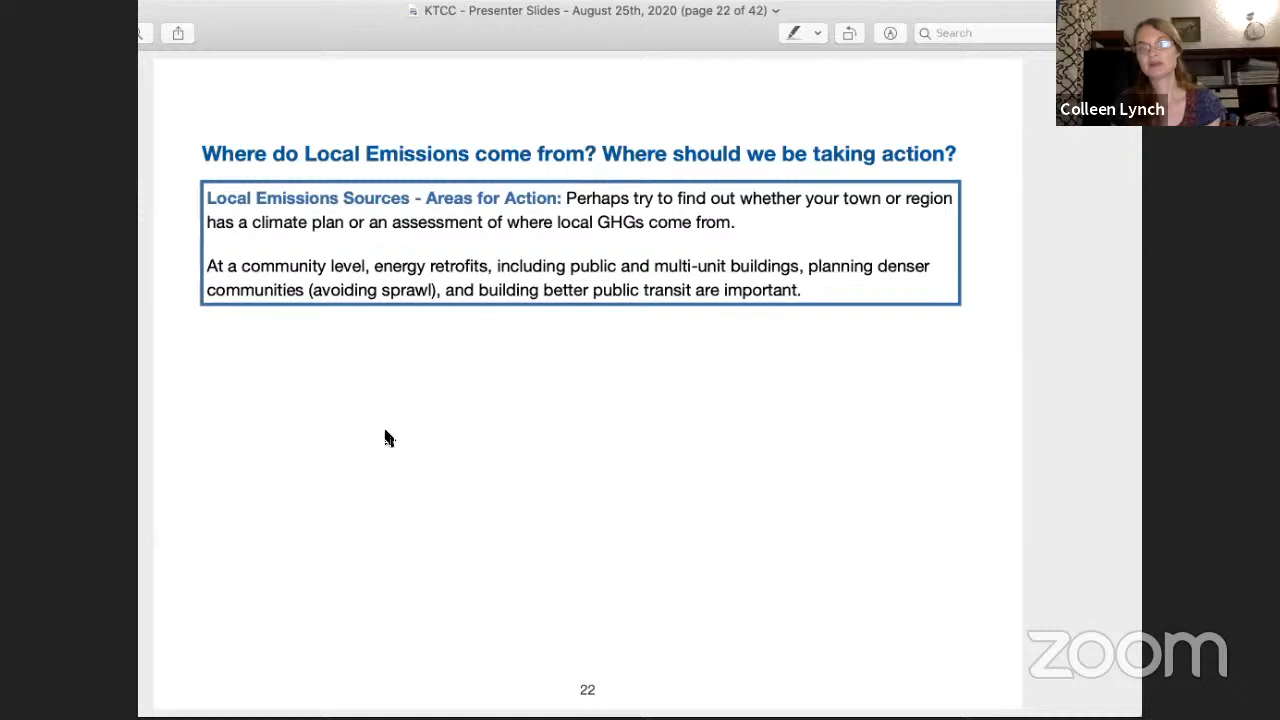 KTCC - Presenter Slides - August 25th, 2020 (page 22 of 42)
Search
Colleen Lynch
Where do Local Emissions come from? Where should we be taking action?
Local Emissions Sources - Areas for Action: Perhaps try to find out whether your town or region
has a climate plan or an assessment of where local GHGs come from.
At a community level, energy retrofits, including public and multi-unit buildings, planning denser
communities (avoiding sprawl), and building better public transit are important.
zoom
22